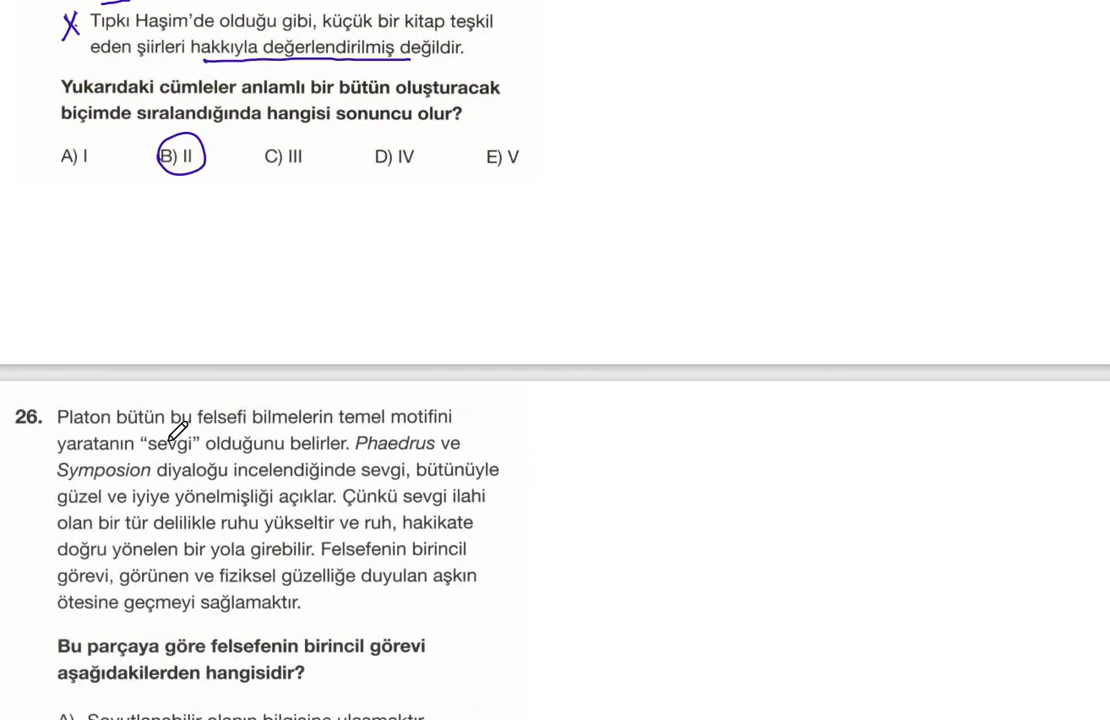 Tıpkı Haşim’de olduğu gibi, küçük bir kitap teşkil
eden şiirleri hakkıyla değerlendirilmiş değildir.
Yukarıdaki cümleler anlamlı bir bütün oluşturacak
biçimde sıralandığında hangisi sonuncu olur?
A) I B) II C) III D) IV E) V
26. Platon bütün bu felsefi bilmelerin temel motifini
yaratanın “sevgi” olduğunu belirler. Phaedrus ve
Symposion diyaloğu incelendiğinde sevgi, bütünüyle
güzel ve iyiye yönelmişliği açıklar. Çünkü sevgi ilahi
olan bir tür delilikle ruhu yükseltir ve ruh, hakikate
doğru yönelen bir yola girebilir. Felsefenin birincil
görevi, görünen ve fiziksel güzelliğe duyulan aşkın
ötesine geçmeyi sağlamaktır.
Bu parçaya göre felsefenin birincil görevi
aşağıdakilerden hangisidir?
A) Soyutlanabilir olanın bilgisine ulaşmaktır